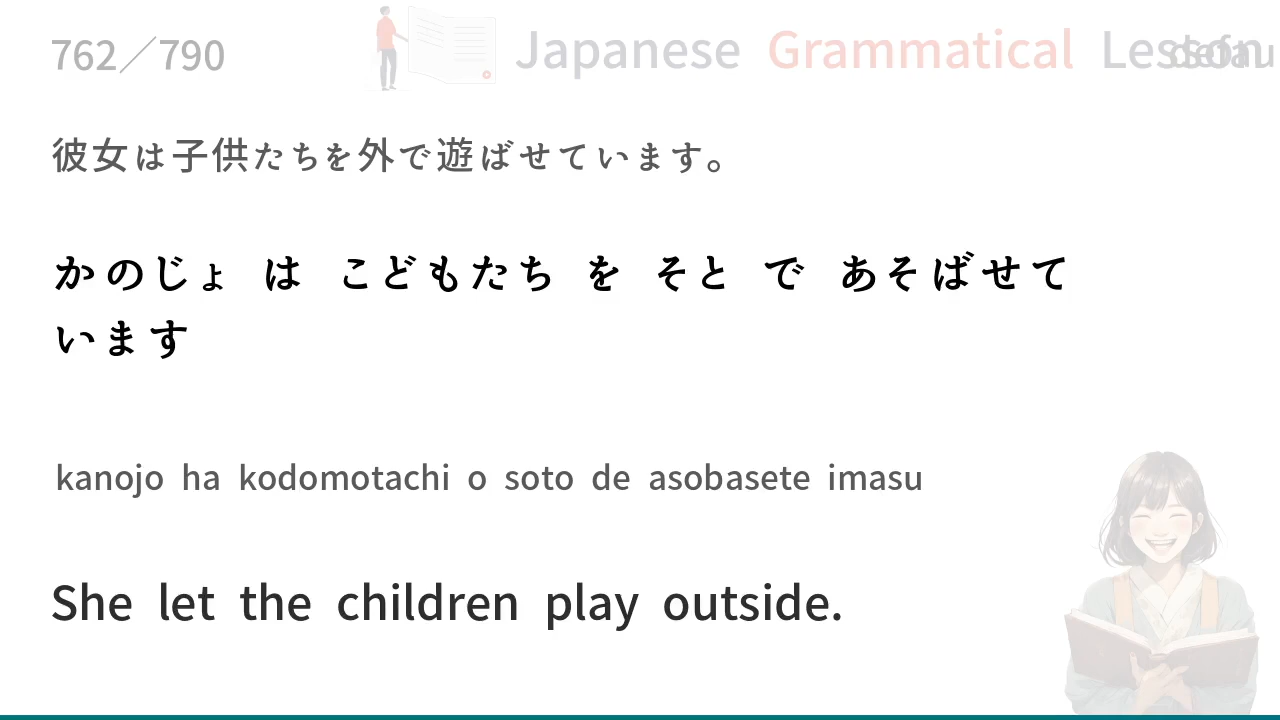 762／790
Japanese Grammatical Lesson
defau
彼女は子供たちを外で遊ばせています。
かのじょ は こどもたち を そと で あそばせて
います
kanojo ha kodomotachi o soto de asobasete imasu
She let the children play outside.